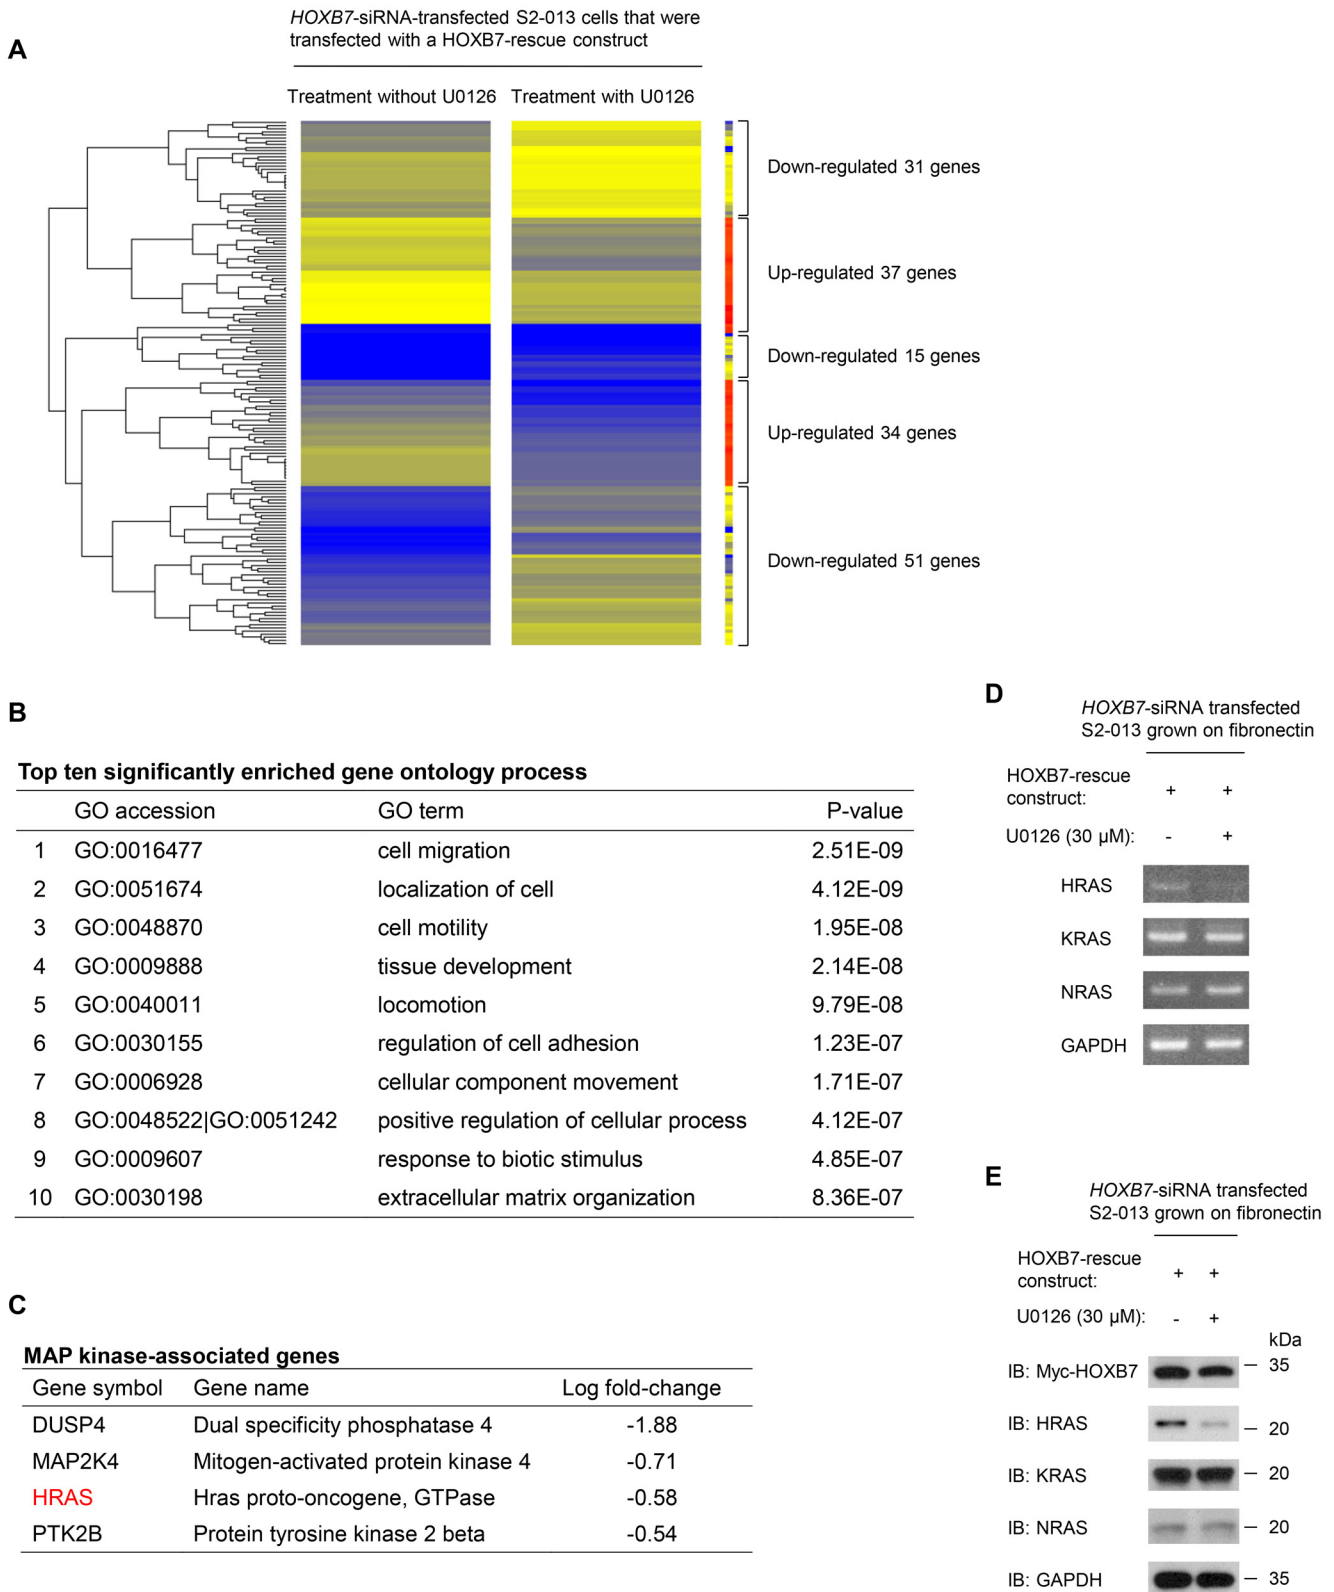 A
HOXB7-siRNA-transfected S2-013 cells that were
transfected with a HOXB7-rescue construct
Treatment without U0126 Treatment with U0126
Down-regulated 31 genes
Up-regulated 37 genes
Down-regulated 15 genes
Up-regulated 34 genes
Down-regulated 51 genes
B
Top ten significantly enriched gene ontology process
GO accession GO term P-value
1 GO:0016477 cell migration 2.51E-09
2 GO:0051674 localization of cell 4.12E-09
3 GO:0048870 cell motility 1.95E-08
4 GO:0009888 tissue development 2.14E-08
5 GO:0040011 locomotion 9.79E-08
6 GO:0030155 regulation of cell adhesion 1.23E-07
7 GO:0006928 cellular component movement 1.71E-07
8 GO:0048522|GO:0051242 positive regulation of cellular process 4.12E-07
9 GO:0009607 response to biotic stimulus 4.85E-07
10 GO:0030198 extracellular matrix organization 8.36E-07
C
MAP kinase-associated genes
Gene symbol Gene name Log fold-change
DUSP4 Dual specificity phosphatase 4 -1.88
MAP2K4 Mitogen-activated protein kinase 4 -0.71
HRAS Hras proto-oncogene, GTPase -0.58
PTK2B Protein tyrosine kinase 2 beta -0.54
D
HOXB7-siRNA transfected
S2-013 grown on fibronectin
HOXB7-rescue
construct: + +
U0126 (30 µM): - +
HRAS
KRAS
NRAS
GAPDH
E
HOXB7-siRNA transfected
S2-013 grown on fibronectin
HOXB7-rescue
construct: + +
U0126 (30 µM): - +
kDa
IB: Myc-HOXB7 35
IB: HRAS 20
IB: KRAS 20
IB: NRAS 20
IB: GAPDH 35